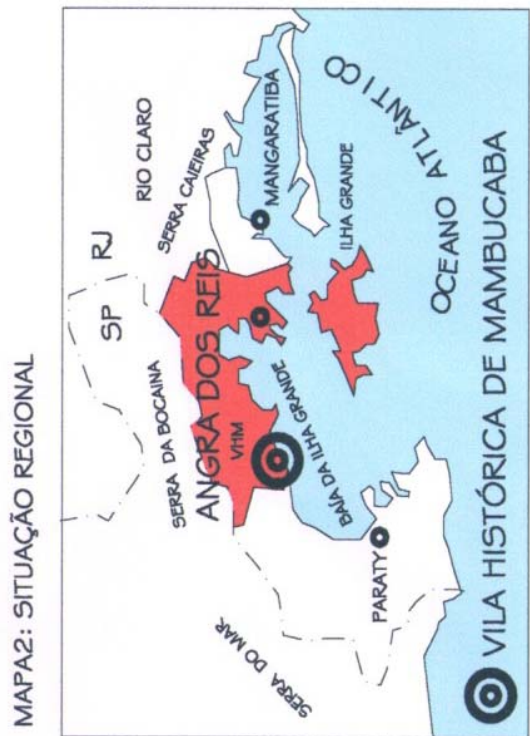 MAPA2: SITUAÇÃO REGIONAL
SP
RJ
RIO CLARO
SERRA DA BOCAINA
SERRA CAIEIRAS
ANGRA DOS REIS
VHM
MANGARATIBA
SERRA DO MAR
BAÍA DA ILHA GRANDE
ILHA GRANDE
PARATY
OCEANO ATLÂNTICO
VILA HISTÓRICA DE MAMBUCABA